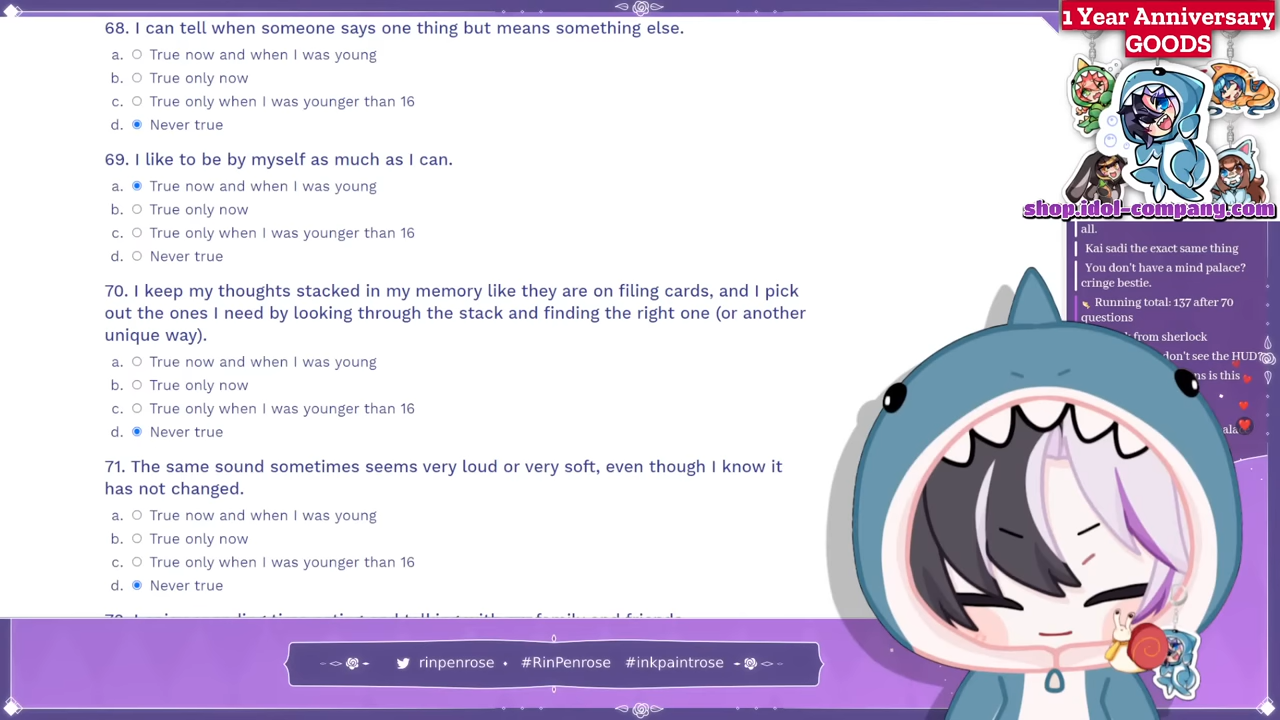 68. I can tell when someone says one thing but means something else.
a. True now and when I was young
b. True only now
c. True only when I was younger than 16
d. Never true
69. I like to be by myself as much as I can.
a. True now and when I was young
b. True only now
c. True only when I was younger than 16
d. Never true
70. I keep my thoughts stacked in my memory like they are on filing cards, and I pick
out the ones I need by looking through the stack and finding the right one (or another
unique way).
a. True now and when I was young
b. True only now
c. True only when I was younger than 16
d. Never true
71. The same sound sometimes seems very loud or very soft, even though I know it
has not changed.
a. True now and when I was young
b. True only now
c. True only when I was younger than 16
d. Never true
1 Year Anniversary
GOODS
shop.idol-company.com
all.
Kai sadi the exact same thing
You don't have a mind palace?
cringe bestie.
Running total: 137 after 70
questions
from sherlock
don't see the HUD?
is this
rinpenrose • #RinPenrose #inkpaintrose